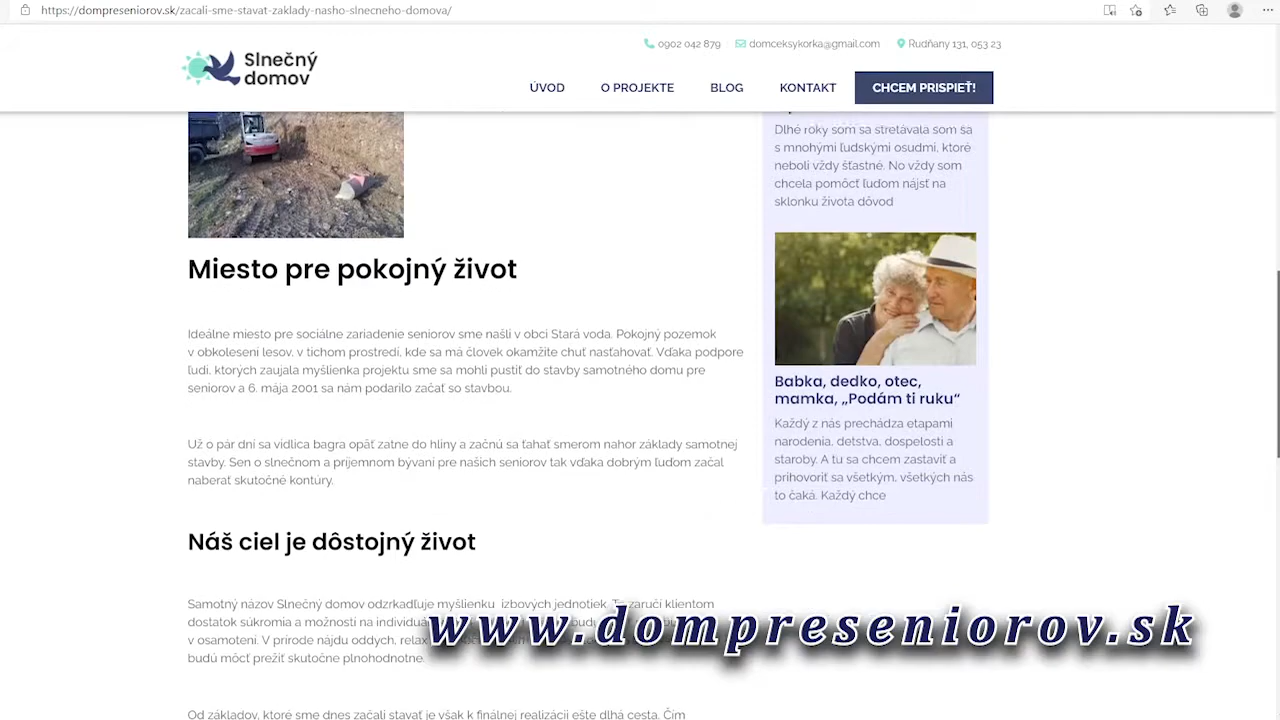 https://dompreseniorov.sk/zacali-sme-stavat-zaklady-nasho-slnecneho-domova/
Slnečný
domov
0902 042 879
domceksykorka@gmail.com
Rudňany 131, 053 23
ÚVOD
O PROJEKTE
BLOG
KONTAKT
CHCEM PRISPIEŤ!
Miesto pre pokojný život
Ideálne miesto pre sociálne zariadenie seniorov sme našli v obci Stará voda. Pokojný pozemok
v obkolesení lesov, v tichom prostredí, kde sa má človek okamžite chuť nasťahovať. Vďaka podpore
ľudí, ktorých zaujala myšlienka projektu sme sa mohli pustiť do stavby samotného domu pre
seniorov a 6. mája 2001 sa nám podarilo začať so stavbou.
Už o pár dní sa vidlica bagra opäť zatne do hliny a začnú sa ťahať smerom nahor základy samotnej
stavby. Sen o slnečnom a príjemnom bývaní pre našich seniorov tak vďaka dobrým ľuďom začal
naberať skutočné kontúry.
Náš ciel je dôstojný život
Samotný názov Slnečný domov odzrkadľuje myšlienku izbových jednotiek. zaručí klientom
dostatok súkromia a možnosti na
v osamotení. V prírode nájdu oddych, relax
budú môcť prežiť skutočne plnohodnotne.
Od základov, ktoré sme dnes začali stavať je však k finálnej realizácii ešte dlhá cesta. Čím
Dlhé roky som sa stretávala som sa
s mnohými ľudskými osudmi, ktoré
neboli vždy šťastné. No vždy som
chcela pomôcť ľuďom nájsť na
sklonku života dôvod
Babka, dedko, otec,
mamka, „Podám ti ruku“
Každý z nás prechádza etapami
narodenia, detstva, dospelosti a
staroby. A tu sa chcem zastaviť a
prihovoriť sa všetkým, všetkých nás
to čaká. Každý chce
www.dompreseniorov.sk